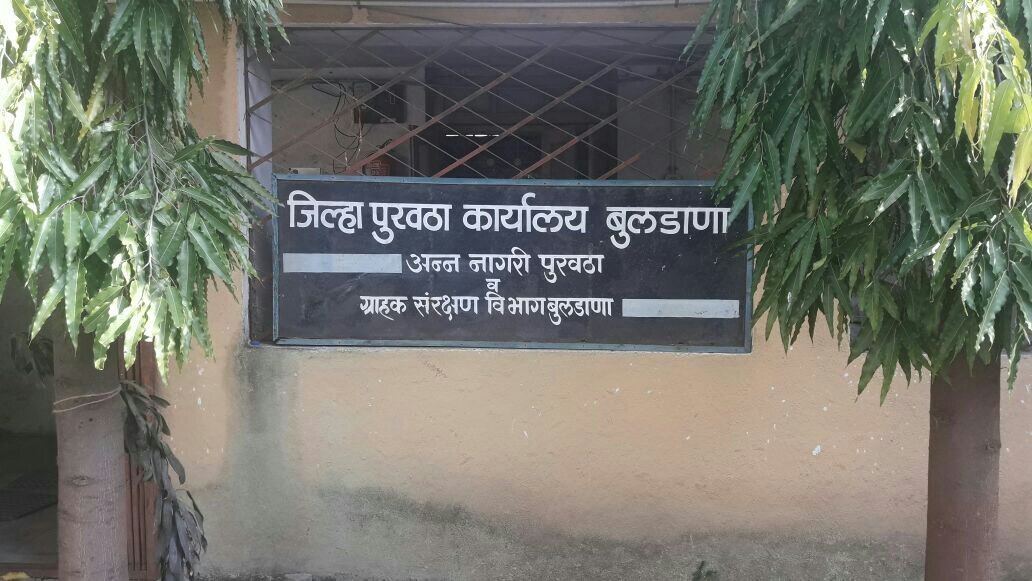 जिल्हा पुरवठा कार्यालय बुलडाणा
अन्न नागरी पुरवठा
व
ग्राहक संरक्षण विभाग बुलडाणा